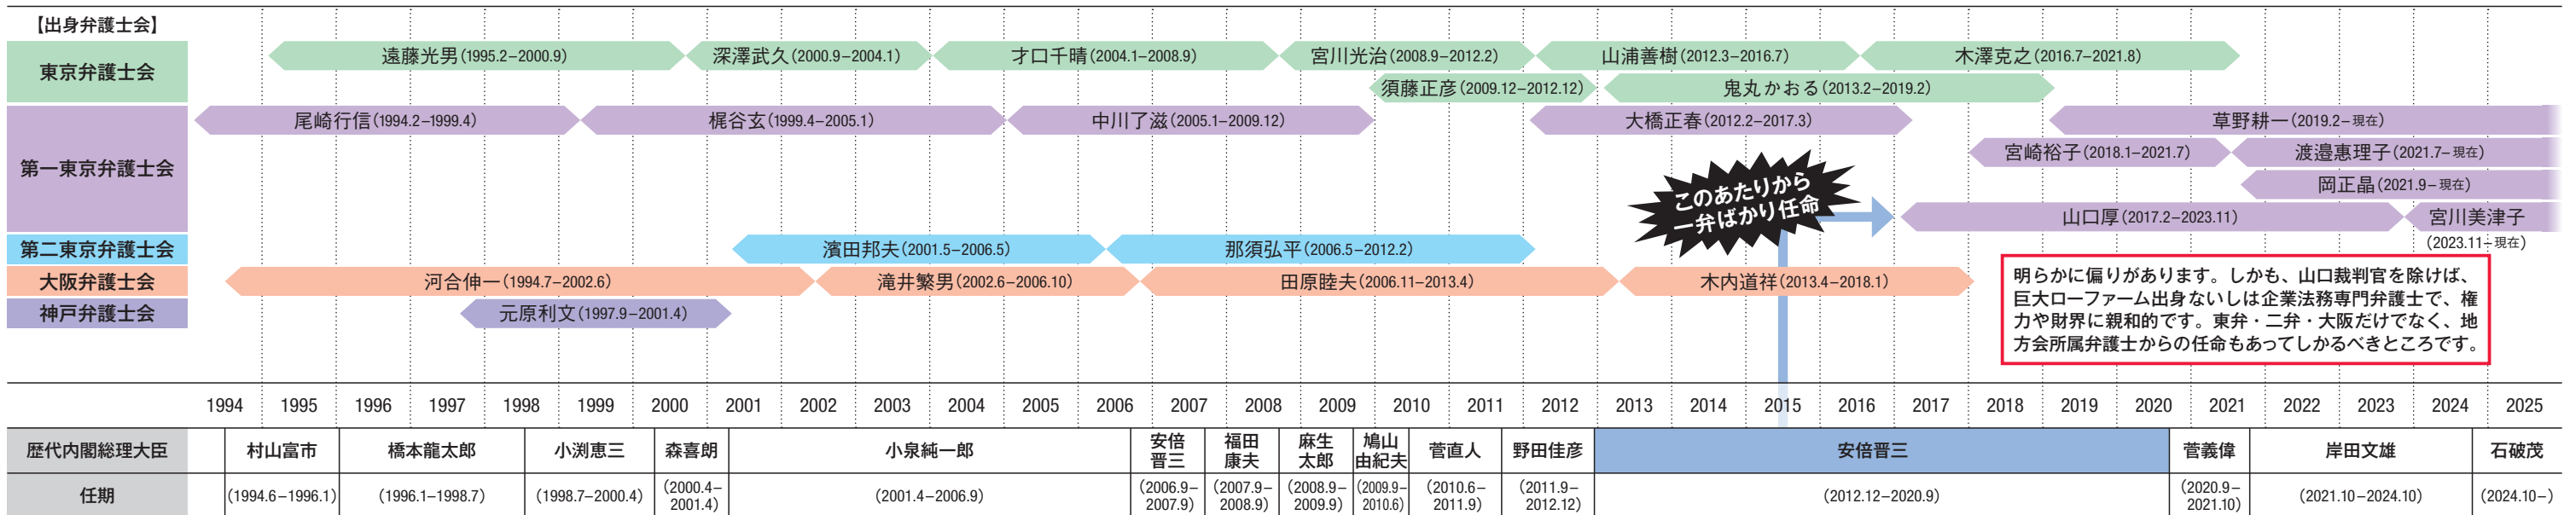 【出身弁護士会】
東京弁護士会
遠藤光男(1995.2−2000.9)
深澤武久(2000.9−2004.1)
才口千晴(2004.1−2008.9)
宮川光治(2008.9−2012.2)
山浦善樹(2012.3−2016.7)
木澤克之(2016.7−2021.8)
須藤正彦(2009.12−2012.12)
鬼丸かおる(2013.2−2019.2)
第一東京弁護士会
尾崎行信(1994.2−1999.4)
梶谷玄(1999.4−2005.1)
中川了滋(2005.1−2009.12)
大橋正春(2012.2−2017.3)
草野耕一(2019.2−現在)
宮崎裕子(2018.1−2021.7)
渡邉惠理子(2021.7−現在)
岡正晶(2021.9−現在)
このあたりから
一弁ばかり任命
山口厚(2017.2−2023.11)
宮川美津子
(2023.11−現在)
第二東京弁護士会
濱田邦夫(2001.5−2006.5)
那須弘平(2006.5−2012.2)
大阪弁護士会
河合伸一(1994.7−2002.6)
滝井繁男(2002.6−2006.10)
田原睦夫(2006.11−2013.4)
木内道祥(2013.4−2018.1)
神戸弁護士会
元原利文(1997.9−2001.4)
明らかに偏りがあります。しかも、山口裁判官を除けば、
巨大ローファーム出身ないしは企業法務専門弁護士で、権
力や財界に親和的です。東弁・二弁・大阪だけでなく、地
方会所属弁護士からの任命もあってしかるべきところです。
1994 1995 1996 1997 1998 1999 2000 2001 2002 2003 2004 2005 2006 2007 2008 2009 2010 2011 2012 2013 2014 2015 2016 2017 2018 2019 2020 2021 2022 2023 2024 2025
歴代内閣総理大臣
村山富市
橋本龍太郎
小渕恵三
森喜朗
小泉純一郎
安倍
晋三
福田
康夫
麻生
太郎
鳩山
由紀夫
菅直人
野田佳彦
安倍晋三
菅義偉
岸田文雄
石破茂
任期
(1994.6−1996.1)
(1996.1−1998.7)
(1998.7−2000.4)
(2000.4−
2001.4)
(2001.4−2006.9)
(2006.9−
2007.9)
(2007.9−
2008.9)
(2008.9−
2009.9)
(2009.9−
2010.6)
(2010.6−
2011.9)
(2011.9−
2012.12)
(2012.12−2020.9)
(2020.9−
2021.10)
(2021.10−2024.10)
(2024.10−)